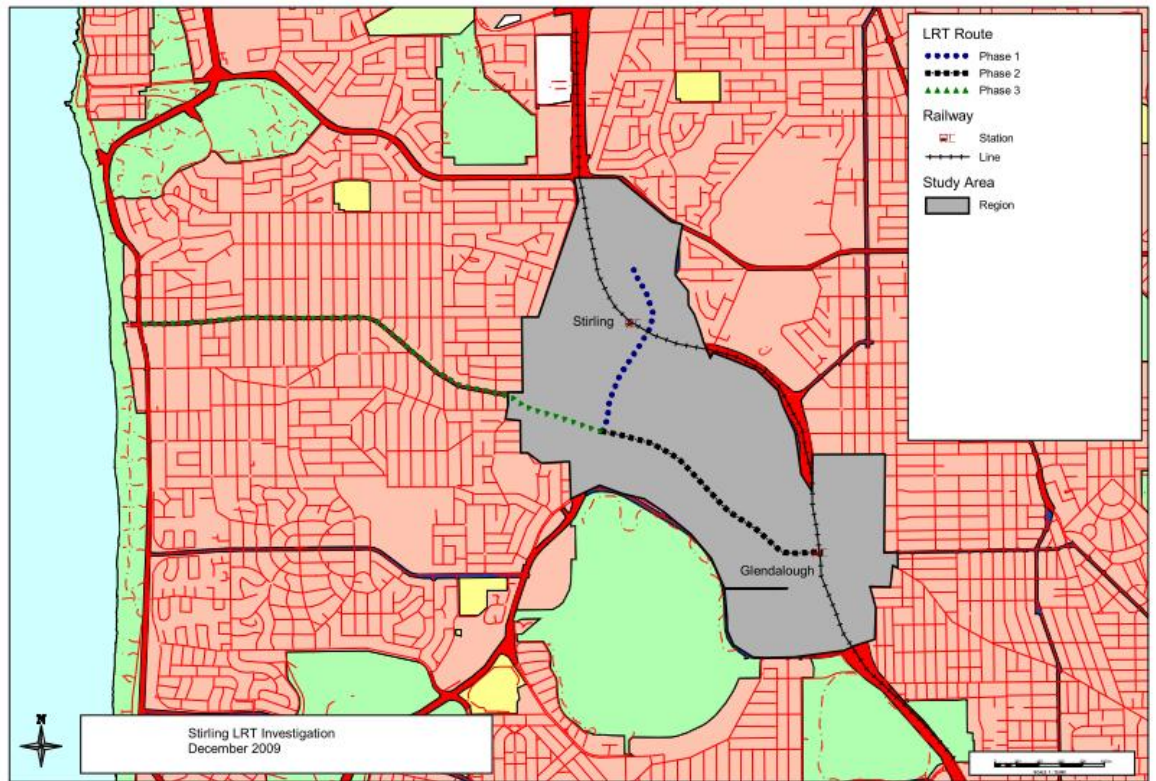 LRT Route
Phase 1
Phase 2
Phase 3
Railway
Station
Line
Study Area
Region
Stirling
Glendalough
N
Stirling LRT Investigation
December 2009